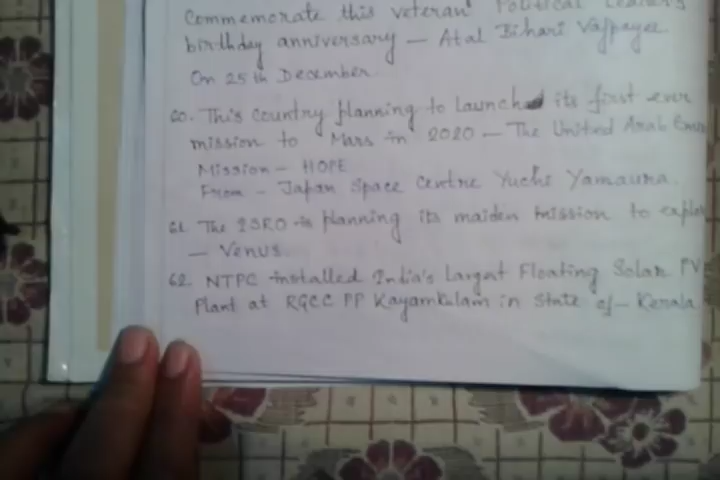 Commemorate this veteran Political Leader's
birthday anniversary – Atal Bihari Vajpayee
On 25th December
60. This Country planning to Launch its first ever
mission to Mars in 2020 – The United Arab
Mission – HOPE
From – Japan Space Centre Yuchi Yamaura.
61. The ISRO is planning its maiden mission to
– Venus.
62. NTPC installed India's Largest Floating Solar PV
Plant at RGCC PP Kayamkulam in State of – Kerala